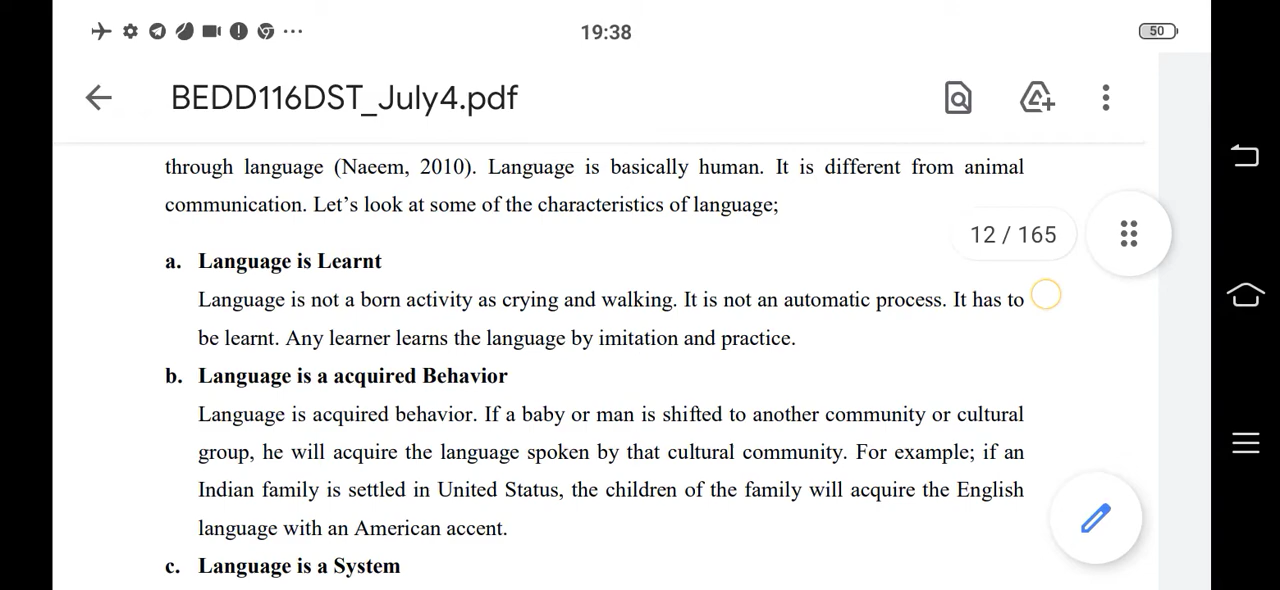 19:38
50
BEDD116DST_July4.pdf
through language (Naeem, 2010). Language is basically human. It is different from animal
communication. Let's look at some of the characteristics of language;
12 / 165
a. Language is Learnt
Language is not a born activity as crying and walking. It is not an automatic process. It has to
be learnt. Any learner learns the language by imitation and practice.
b. Language is a acquired Behavior
Language is acquired behavior. If a baby or man is shifted to another community or cultural
group, he will acquire the language spoken by that cultural community. For example; if an
Indian family is settled in United Status, the children of the family will acquire the English
language with an American accent.
c. Language is a System